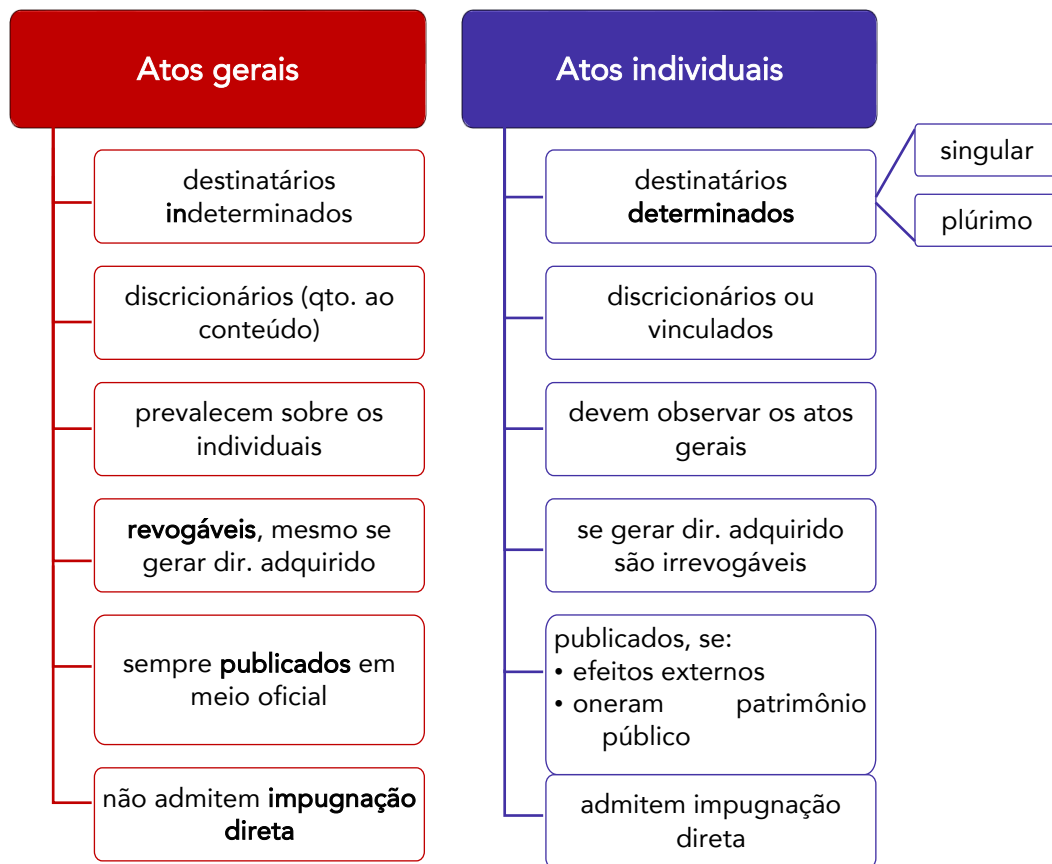 Atos gerais
destinatários
indeterminados
discricionários (qto. ao
conteúdo)
prevalecem sobre os
individuais
revogáveis, mesmo se
gerar dir. adquirido
sempre publicados em
meio oficial
não admitem impugnação
direta
Atos individuais
destinatários
determinados
singular
plúrimo
discricionários ou
vinculados
devem observar os atos
gerais
se gerar dir. adquirido
são irrevogáveis
publicados, se:
• efeitos externos
• oneram patrimônio
público
admitem impugnação
direta